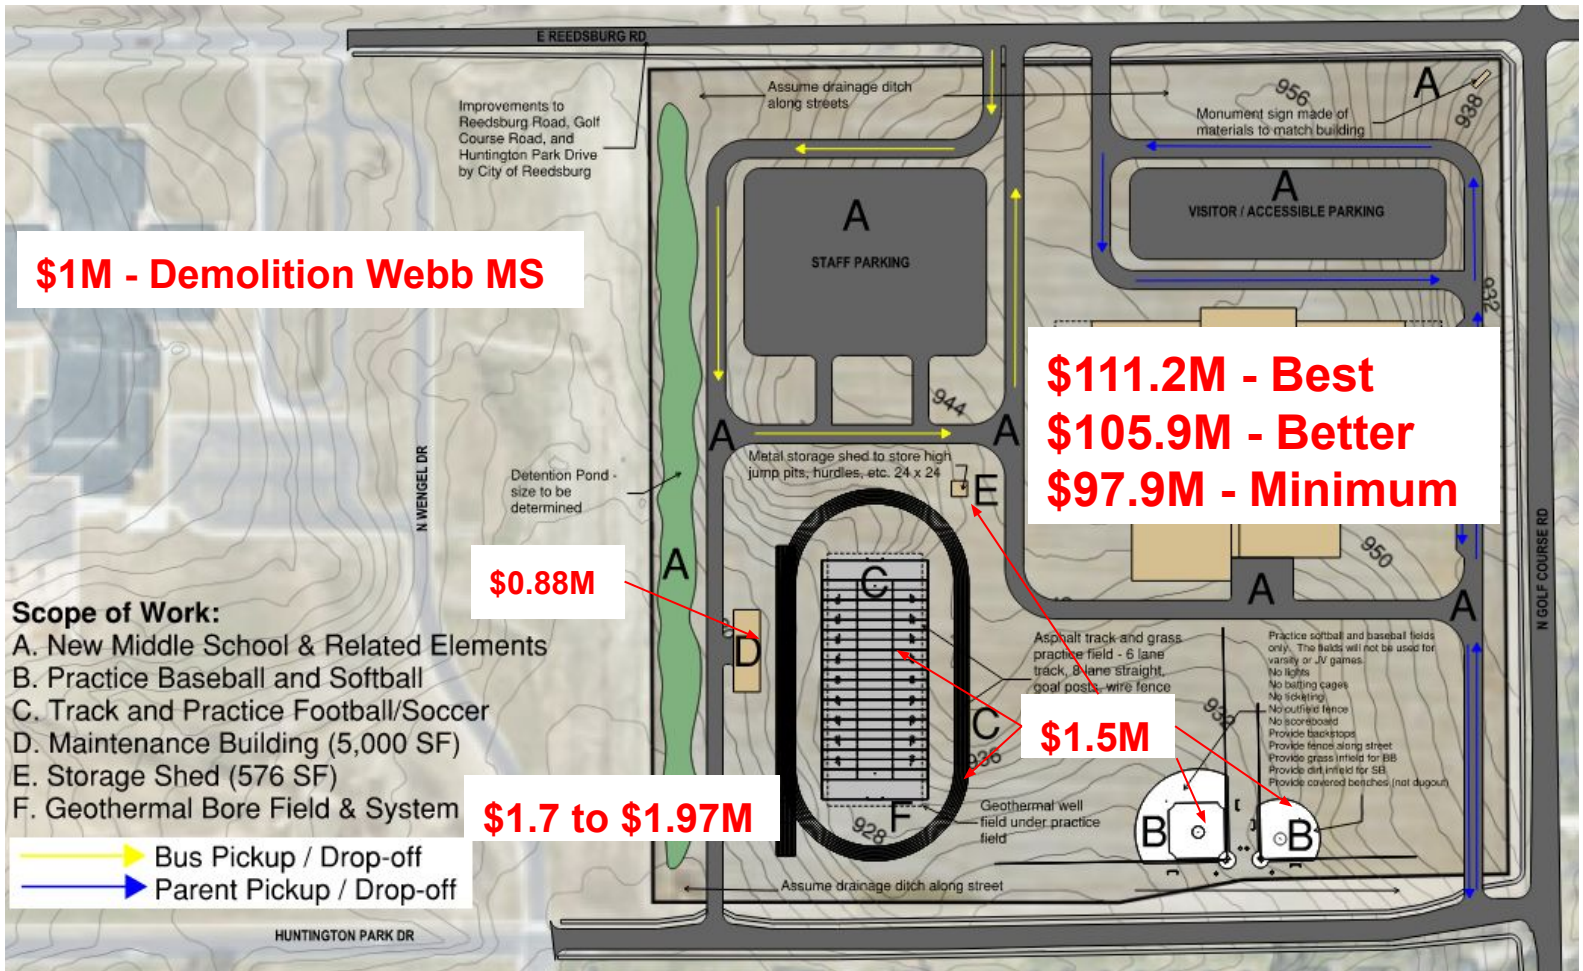 E REEDSBURG RD
Assume drainage ditch
along streets
956
A
938
Monument sign made of
materials to match building
Improvements to
Reedsburg Road, Golf
Course Road, and
Huntington Park Drive
by City of Reedsburg
A
STAFF PARKING
A
VISITOR / ACCESSIBLE PARKING
$1M - Demolition Webb MS
932
$111.2M - Best
$105.9M - Better
$97.9M - Minimum
944
A
A
Metal storage shed to store high
jump pits, hurdles, etc. 24 x 24
E
Detention Pond -
size to be
determined
N WENGEL DR
N GOLF COURSE RD
950
A
$0.88M
C
A
A
Scope of Work:
A. New Middle School & Related Elements
B. Practice Baseball and Softball
C. Track and Practice Football/Soccer
D. Maintenance Building (5,000 SF)
E. Storage Shed (576 SF)
F. Geothermal Bore Field & System
D
Asphalt track and grass
practice field - 6 lane
track, 8 lane straight,
goal posts, wire fence
Practice softball and baseball fields
only. The fields will not be used for
varsity or JV games.
No lights
No batting cages
No ticketing
No outfield fence
No scoreboard
Provide backstops
Provide fence along street
Provide grass infield for BB
Provide dirt infield for SB
Provide covered benches (not dugout)
932
C
936
$1.5M
$1.7 to $1.97M
F
928
Geothermal well
field under practice
field
B
B
Bus Pickup / Drop-off
Parent Pickup / Drop-off
Assume drainage ditch along street
HUNTINGTON PARK DR